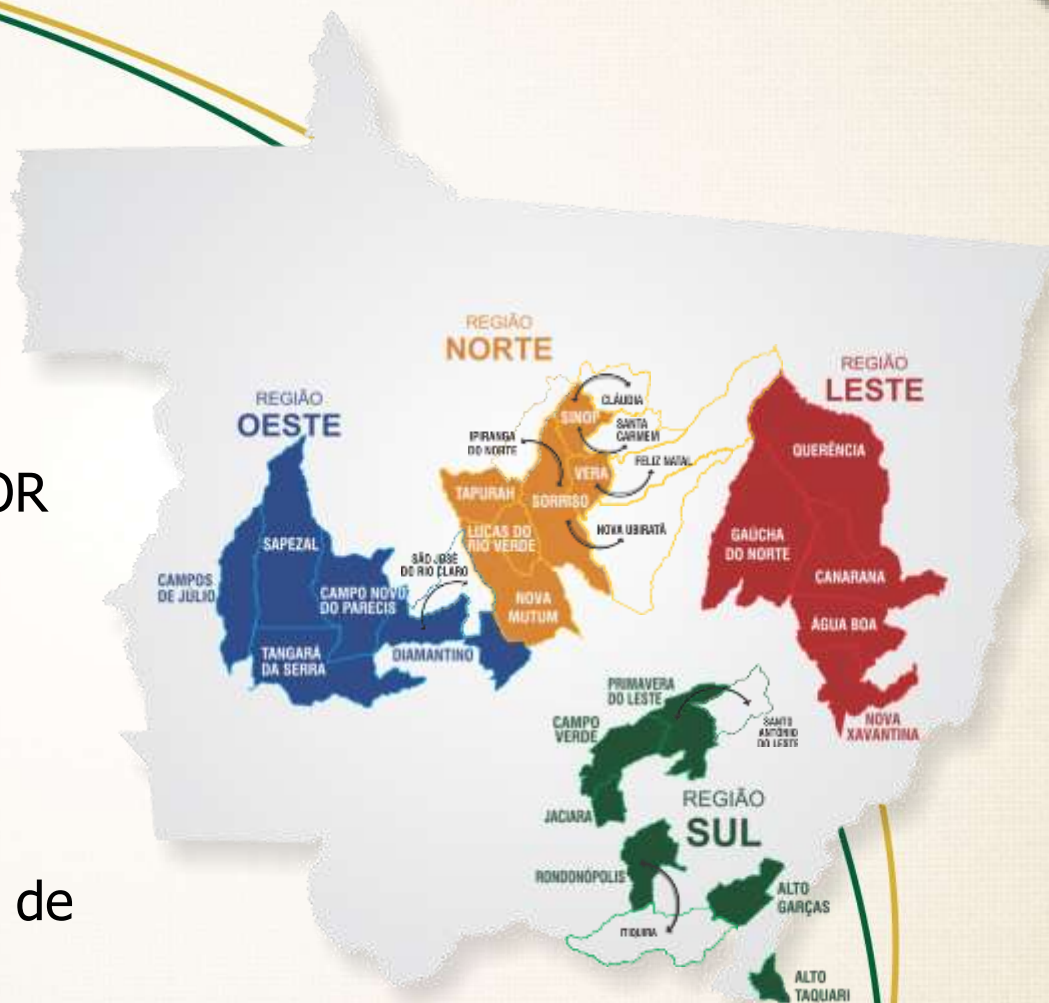 REGIÃO
NORTE
REGIÃO
LESTE
REGIÃO
OESTE
CLÁUDIA
SINOP
SANTA
CARMEM
IPIRANGA
DO NORTE
QUERÊNCIA
FELIZ NATAL
VERA
TAPURAH
SORRISO
OR
NOVA UBIRATÃ
LUCAS DO
RIO VERDE
GAÚCHA
DO NORTE
SAPEZAL
SÃO JOSÉ
DO RIO CLARO
CANARANA
CAMPOS
DE JÚLIO
CAMPO NOVO
DO PARECIS
NOVA
MUTUM
ÁGUA BOA
TANGARÁ
DA SERRA
DIAMANTINO
PRIMAVERA
DO LESTE
CAMPO
VERDE
SANTO
ANTÔNIO
DO LESTE
NOVA
XAVANTINA
REGIÃO
SUL
JACIARA
RONDONÓPOLIS
ALTO
GARÇAS
de
ITIQUIRA
ALTO
TAQUARI